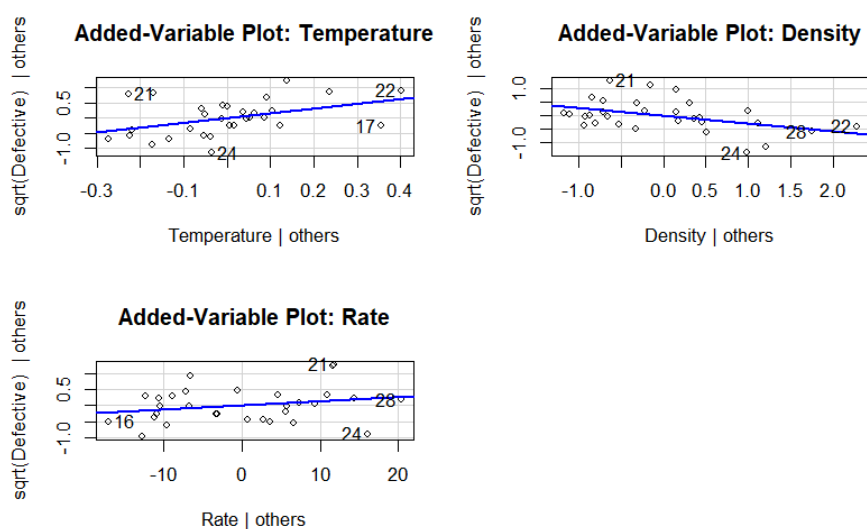 Added-Variable Plot: Temperature
sqrt(Defective) | others
-1.0 0.5
21
22
17
24
-0.3 -0.1 0.1 0.2 0.3 0.4
Temperature | others
Added-Variable Plot: Density
sqrt(Defective) | others
-1.0 1.0
21
28
22
24
-1.0 0.0 0.5 1.0 1.5 2.0
Density | others
Added-Variable Plot: Rate
sqrt(Defective) | others
-1.0 0.5
21
28
16
24
-10 0 10 20
Rate | others